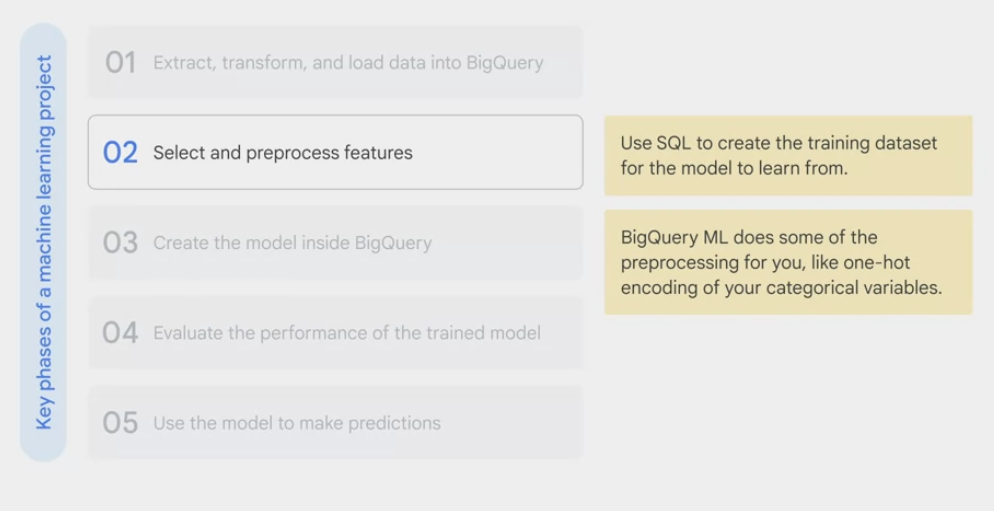 Key phases of a machine learning project
01 Extract, transform, and load data into BigQuery
02 Select and preprocess features
Use SQL to create the training dataset
for the model to learn from.
03 Create the model inside BigQuery
BigQuery ML does some of the
preprocessing for you, like one-hot
encoding of your categorical variables.
04 Evaluate the performance of the trained model
05 Use the model to make predictions